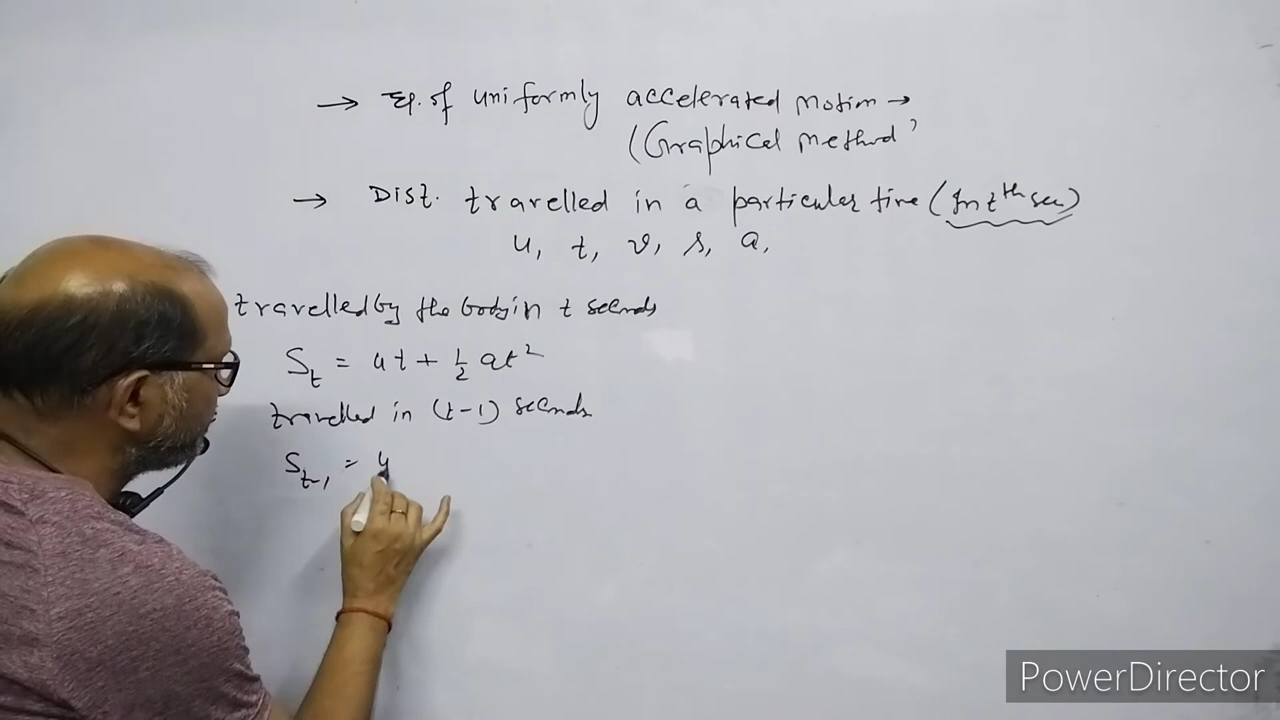 → Eq. of uniformly accelerated motion →
(Graphical method)
→ Dist. travelled in a particular time (In tth sec)
u, t, v, s, a,
travelled by the body in t seconds
St = ut + 1/2 at²
travelled in (t-1) seconds
St-1 = u
PowerDirector